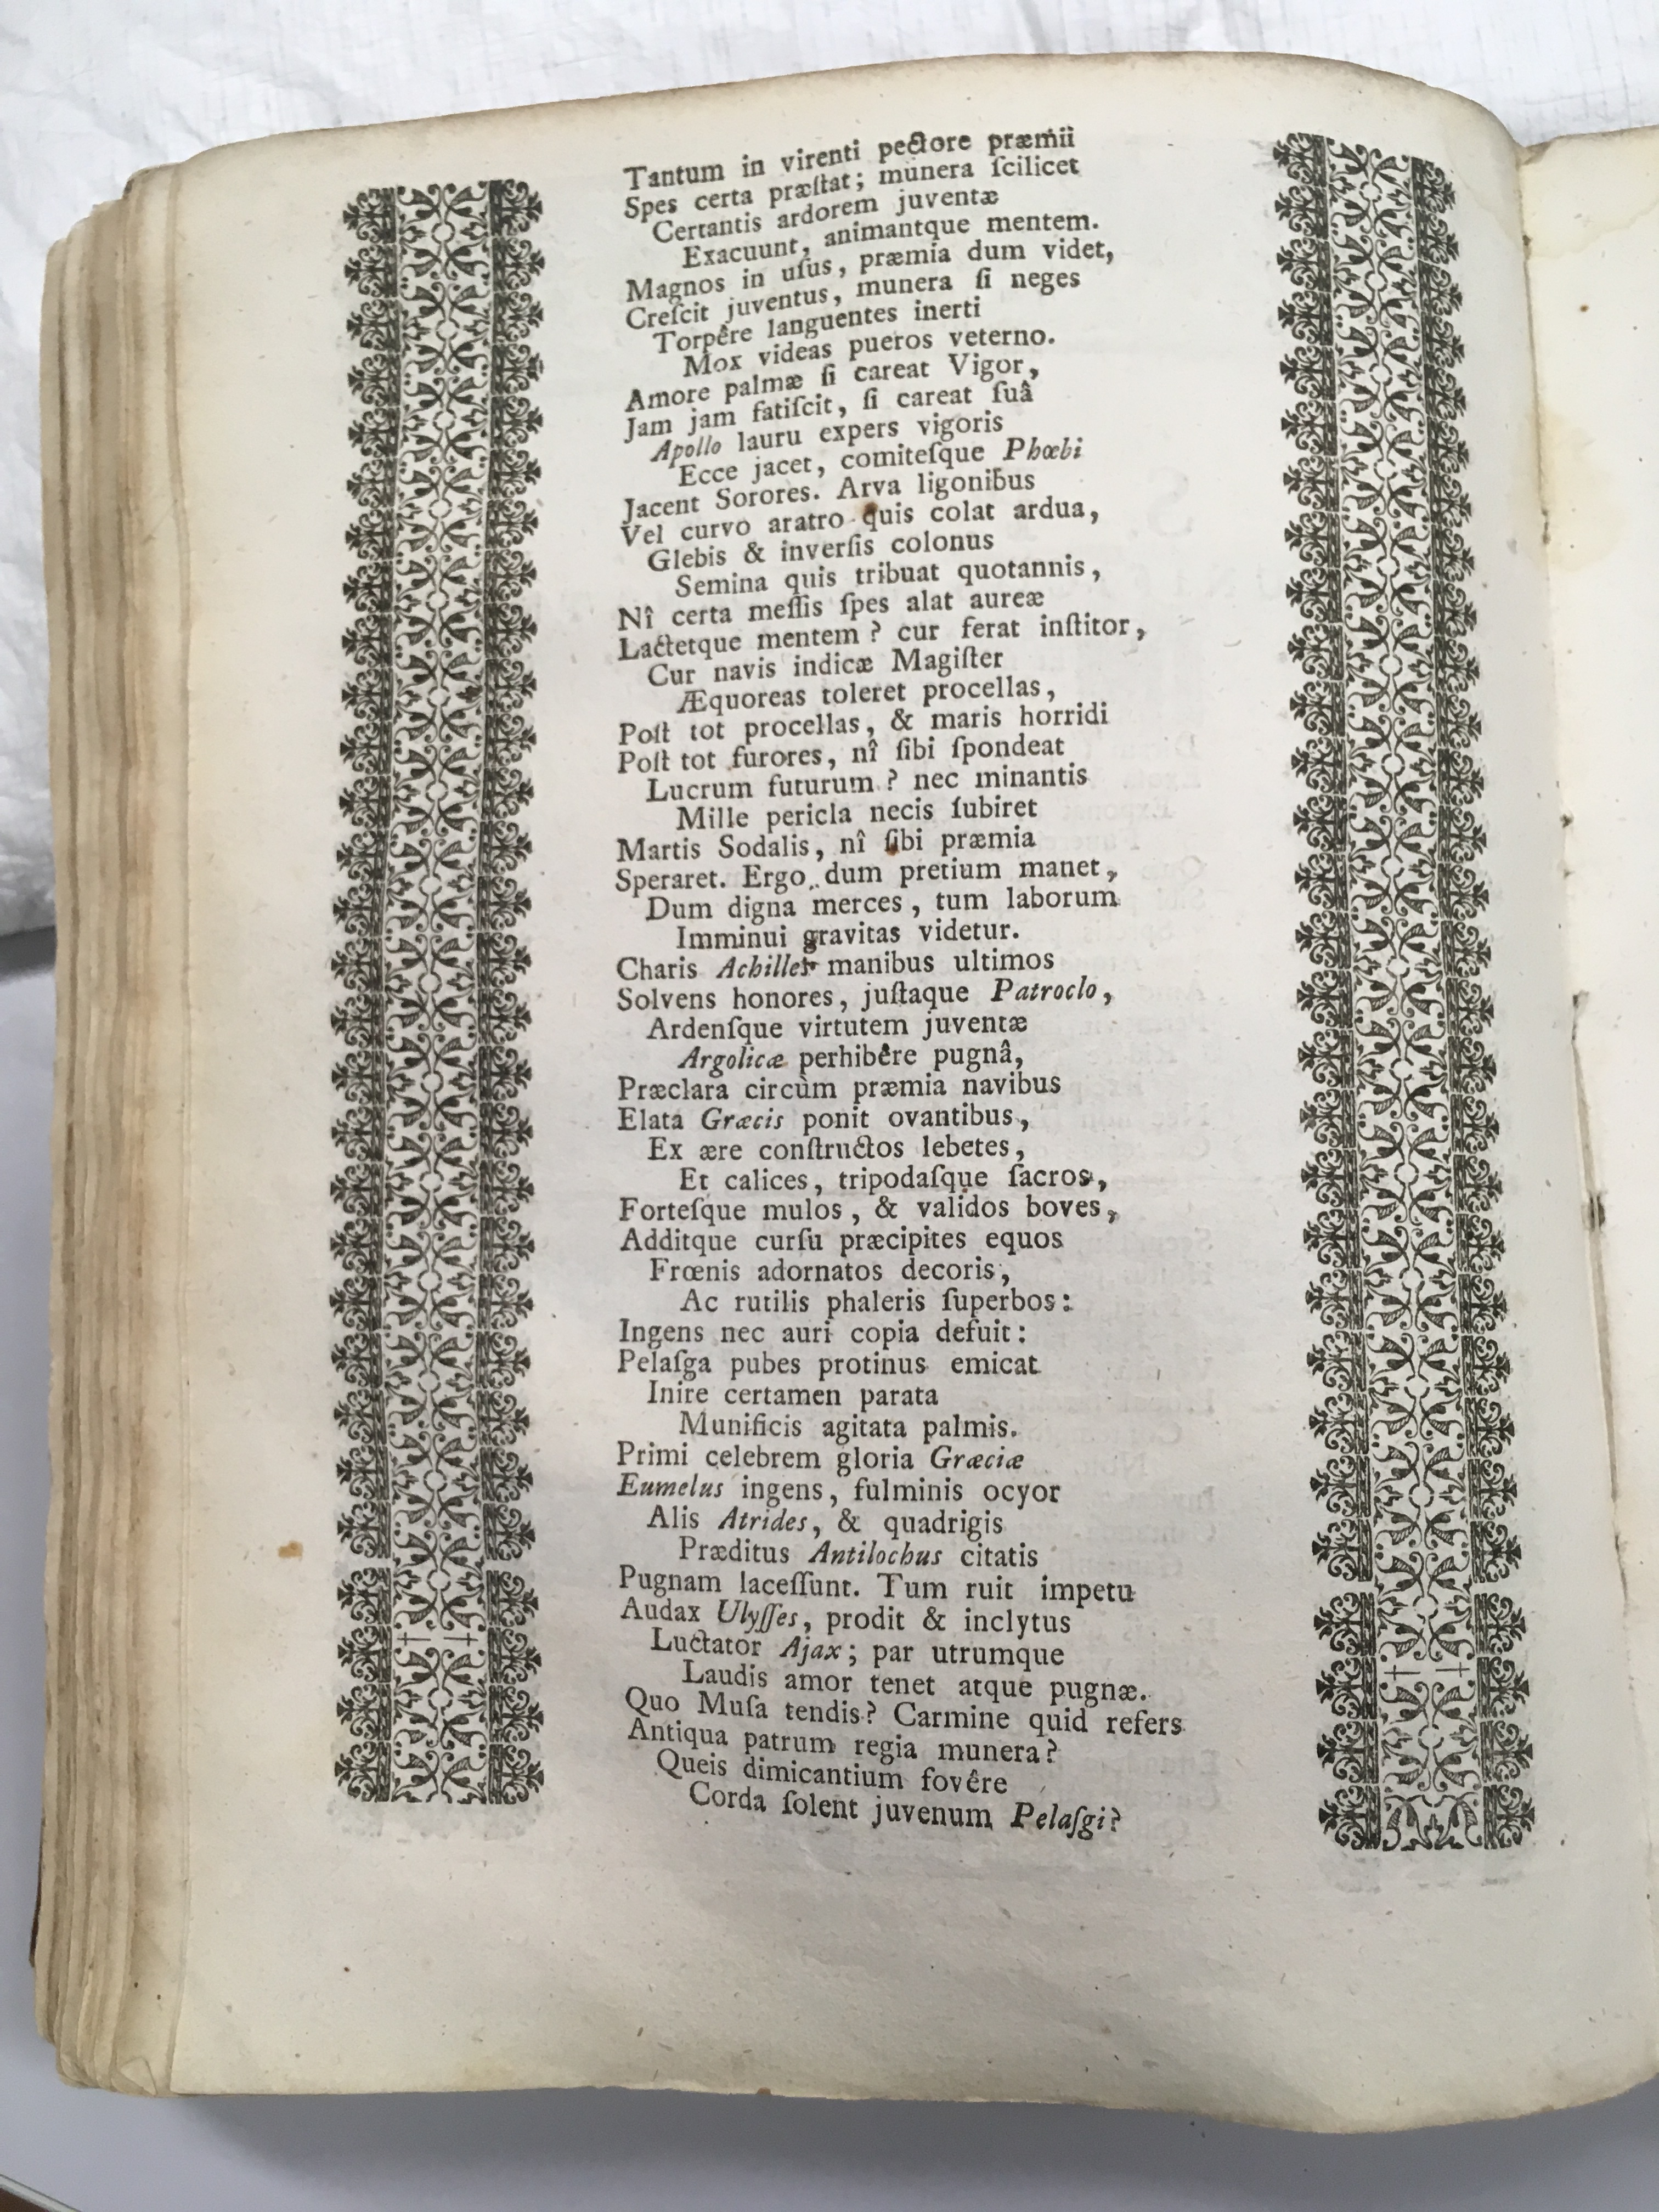 Tantum in virenti pectore præmii
Spes certa præſtat; munera ſcilicet
Certantis ardorem juventæ
Exacuunt, animantque mentem.
Magnos in uſus, præmia dum videt,
Creſcit juventus, munera ſi neges
Torpêre languentes inerti
Mox videas pueros veterno.
Amore palmæ ſi careat Vigor,
Jam jam fatiſcit, ſi careat ſuâ
Apollo lauru expers vigoris
Ecce jacet, comiteſque Phœbi
Jacent Sorores. Arva ligonibus
Vel curvo aratro quis colat ardua,
Glebis & inverſis colonus
Semina quis tribuat quotannis,
Nî certa meſſis ſpes alat aureæ
Lactetque mentem? cur ferat inſtitor,
Cur navis indicæ Magiſter
Æquoreas toleret procellas,
Poſt tot procellas, & maris horridi
Poſt tot furores, nî ſibi ſpondeat
Lucrum futurum? nec minantis
Mille pericla necis ſubiret
Martis Sodalis, nî ſibi præmia
Speraret. Ergo dum pretium manet,
Dum digna merces, tum laborum
Imminui gravitas videtur.
Charis Achilles manibus ultimos
Solvens honores, juſtaque Patroclo,
Ardenſque virtutem juventæ
Argolicæ perhibêre pugnâ,
Præclara circùm præmia navibus
Elata Græcis ponit ovantibus,
Ex ære conſtructos lebetes,
Et calices, tripodaſque ſacros,
Forteſque mulos, & validos boves,
Additque curſu præcipites equos
Frœnis adornatos decoris,
Ac rutilis phaleris ſuperbos:
Ingens nec auri copia defuit:
Pelaſga pubes protinus emicat
Inire certamen parata
Munificis agitata palmis.
Primi celebrem gloria Græciæ
Eumelus ingens, fulminis ocyor
Alis Atrides, & quadrigis
Præditus Antilochus citatis
Pugnam laceſſunt. Tum ruit impetu
Audax Ulyſſes, prodit & inclytus
Luctator Ajax; par utrumque
Laudis amor tenet atque pugnæ.
Quo Muſa tendis? Carmine quid refers
Antiqua patrum regia munera?
Queis dimicantium fovêre
Corda ſolent juvenum Pelaſgi?